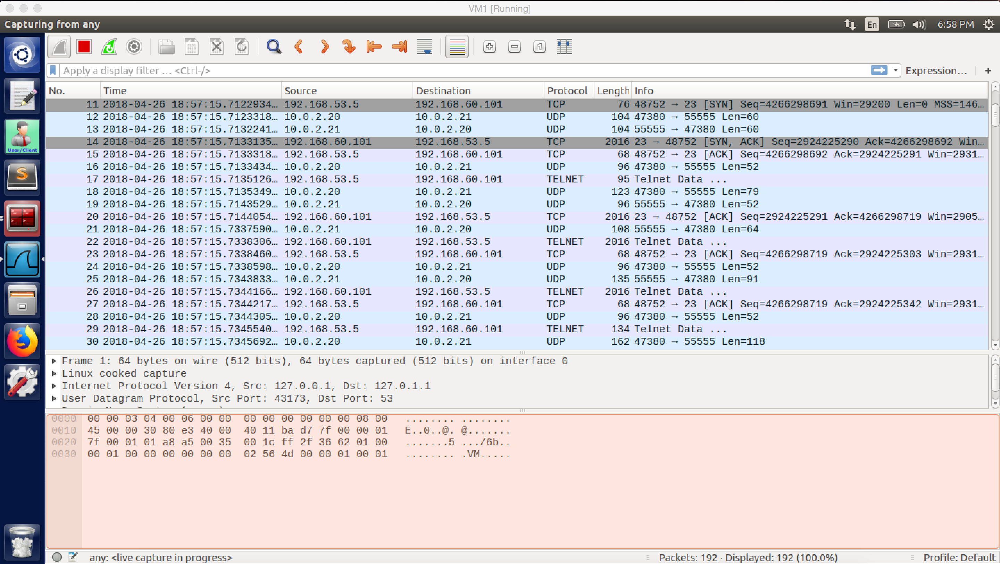 VM1 [Running]
Capturing from any
En
6:58 PM
Apply a display filter ... <Ctrl-/>
Expression...
+
No. Time Source Destination Protocol Length Info
11 2018-04-26 18:57:15.7122934… 192.168.53.5 192.168.60.101 TCP 76 48752 → 23 [SYN] Seq=4266298691 Win=29200 Len=0 MSS=146…
12 2018-04-26 18:57:15.7123318… 10.0.2.20 10.0.2.21 UDP 104 47380 → 55555 Len=60
13 2018-04-26 18:57:15.7132241… 10.0.2.21 10.0.2.20 UDP 104 55555 → 47380 Len=60
14 2018-04-26 18:57:15.7133135… 192.168.60.101 192.168.53.5 TCP 2016 23 → 48752 [SYN, ACK] Seq=2924225290 Ack=4266298692 Win…
15 2018-04-26 18:57:15.7133318… 192.168.53.5 192.168.60.101 TCP 68 48752 → 23 [ACK] Seq=4266298692 Ack=2924225291 Win=2931…
16 2018-04-26 18:57:15.7133434… 10.0.2.20 10.0.2.21 UDP 96 47380 → 55555 Len=52
17 2018-04-26 18:57:15.7135126… 192.168.53.5 192.168.60.101 TELNET 95 Telnet Data ...
18 2018-04-26 18:57:15.7135349… 10.0.2.20 10.0.2.21 UDP 123 47380 → 55555 Len=79
19 2018-04-26 18:57:15.7143529… 10.0.2.21 10.0.2.20 UDP 96 55555 → 47380 Len=52
20 2018-04-26 18:57:15.7144054… 192.168.60.101 192.168.53.5 TCP 2016 23 → 48752 [ACK] Seq=2924225291 Ack=4266298719 Win=2905…
21 2018-04-26 18:57:15.7337590… 10.0.2.21 10.0.2.20 UDP 108 55555 → 47380 Len=64
22 2018-04-26 18:57:15.7338306… 192.168.60.101 192.168.53.5 TELNET 2016 Telnet Data ...
23 2018-04-26 18:57:15.7338460… 192.168.53.5 192.168.60.101 TCP 68 48752 → 23 [ACK] Seq=4266298719 Ack=2924225303 Win=2931…
24 2018-04-26 18:57:15.7338598… 10.0.2.20 10.0.2.21 UDP 96 47380 → 55555 Len=52
25 2018-04-26 18:57:15.7343833… 10.0.2.21 10.0.2.20 UDP 135 55555 → 47380 Len=91
26 2018-04-26 18:57:15.7344166… 192.168.60.101 192.168.53.5 TELNET 2016 Telnet Data ...
27 2018-04-26 18:57:15.7344217… 192.168.53.5 192.168.60.101 TCP 68 48752 → 23 [ACK] Seq=4266298719 Ack=2924225342 Win=2931…
28 2018-04-26 18:57:15.7344305… 10.0.2.20 10.0.2.21 UDP 96 47380 → 55555 Len=52
29 2018-04-26 18:57:15.7345540… 192.168.53.5 192.168.60.101 TELNET 134 Telnet Data ...
30 2018-04-26 18:57:15.7345692… 10.0.2.20 10.0.2.21 UDP 162 47380 → 55555 Len=118
User/Client
Frame 1: 64 bytes on wire (512 bits), 64 bytes captured (512 bits) on interface 0
Linux cooked capture
Internet Protocol Version 4, Src: 127.0.0.1, Dst: 127.0.1.1
User Datagram Protocol, Src Port: 43173, Dst Port: 53
0000 00 00 03 04 00 06 00 00 00 00 00 00 00 00 08 00 ........ ........
0010 45 00 00 30 80 e3 40 00 40 11 ba d7 7f 00 00 01 E..0..@. @.......
0020 7f 00 01 01 a8 a5 00 35 00 1c ff 2f 36 62 01 00 .......5 .../6b..
0030 00 01 00 00 00 00 00 00 02 56 4d 00 00 01 00 01 ........ .VM.....
any: <live capture in progress>
Packets: 192 · Displayed: 192 (100.0%)
Profile: Default